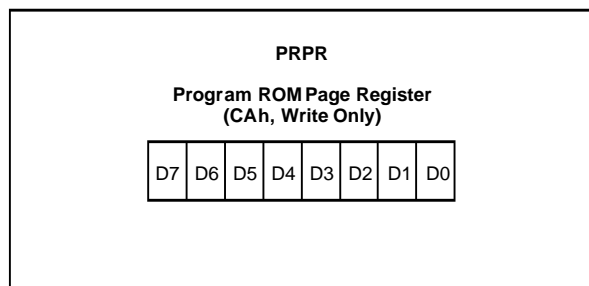 PRPR
Program ROM Page Register
(CAh, Write Only)
D7 D6 D5 D4 D3 D2 D1 D0